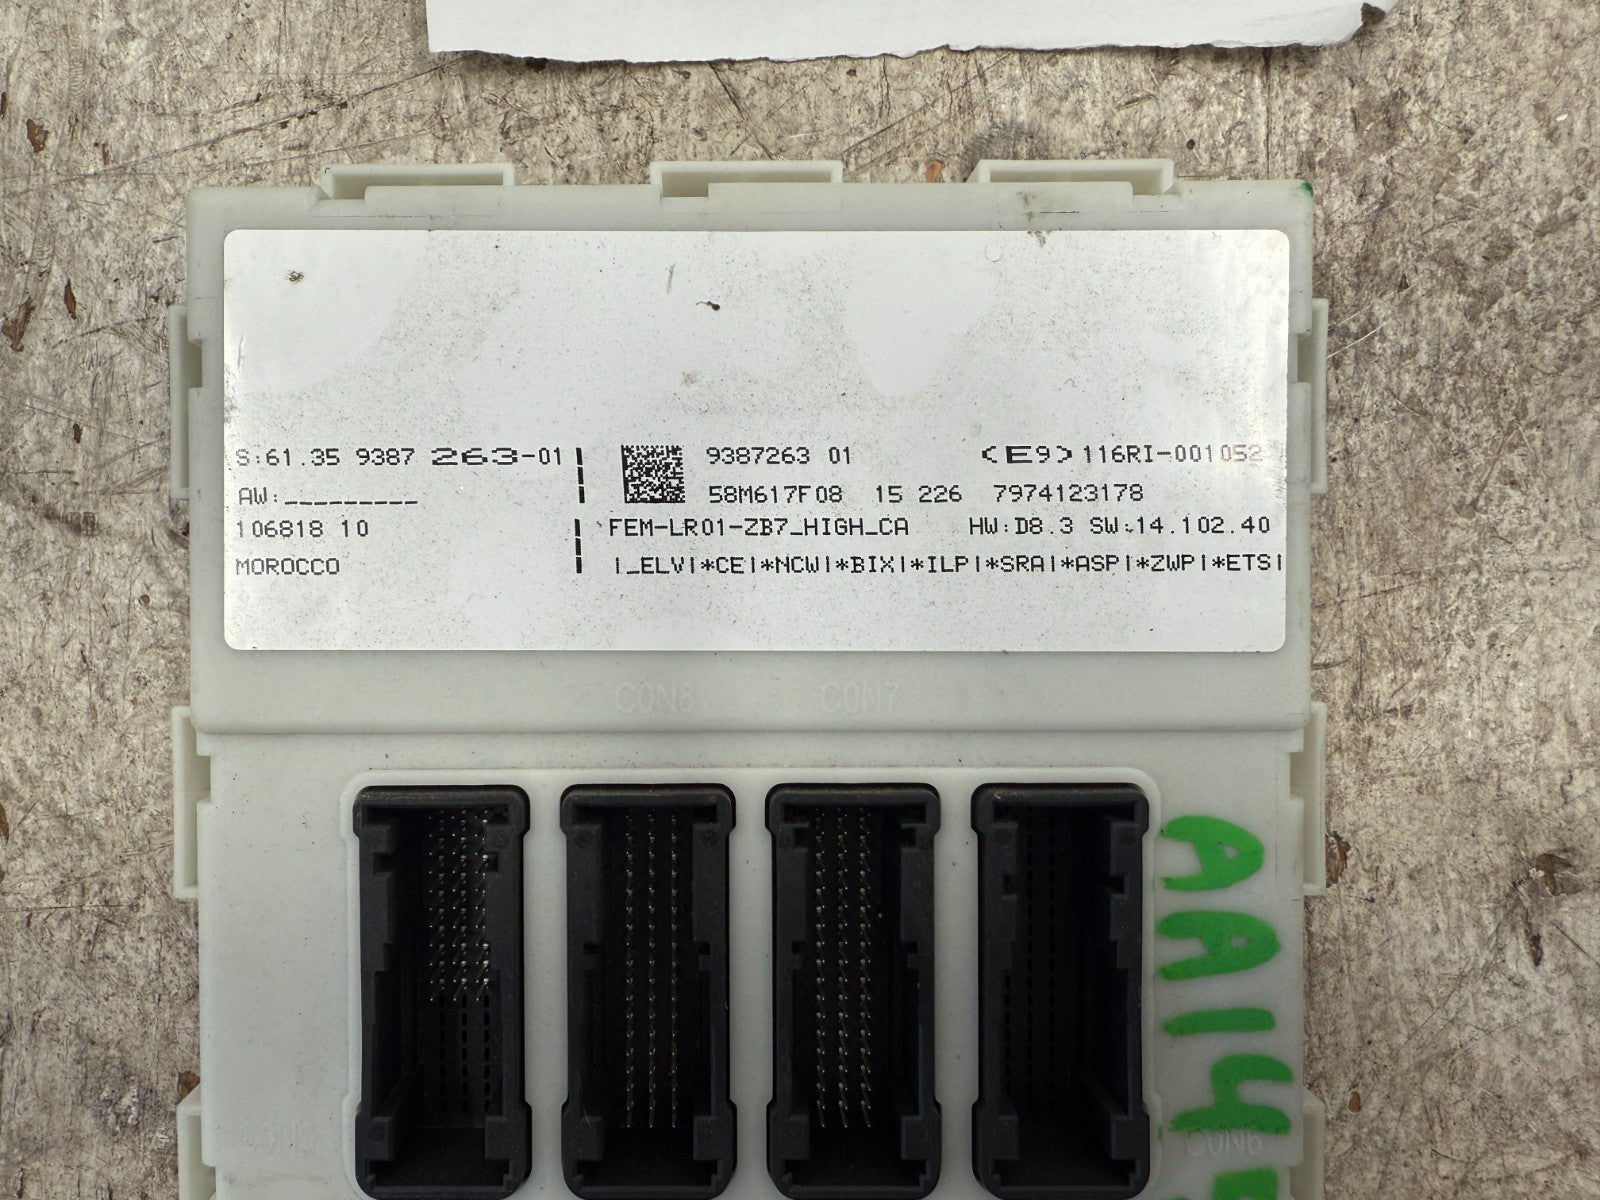 S:61.35 9387 263-01
AW:_________
106818 10
MOROCCO
9387263 01 <E9>116RI-001052
58M617F08 15 226 7974123178
FEM-LR01-ZB7_HIGH_CA HW:D8.3 SW:14.102.40
|_ELV|*CE|*NCW|*BIX|*ILP|*SRA|*ASP|*ZWP|*ETS|
CON8 CON7
AA14
CON6